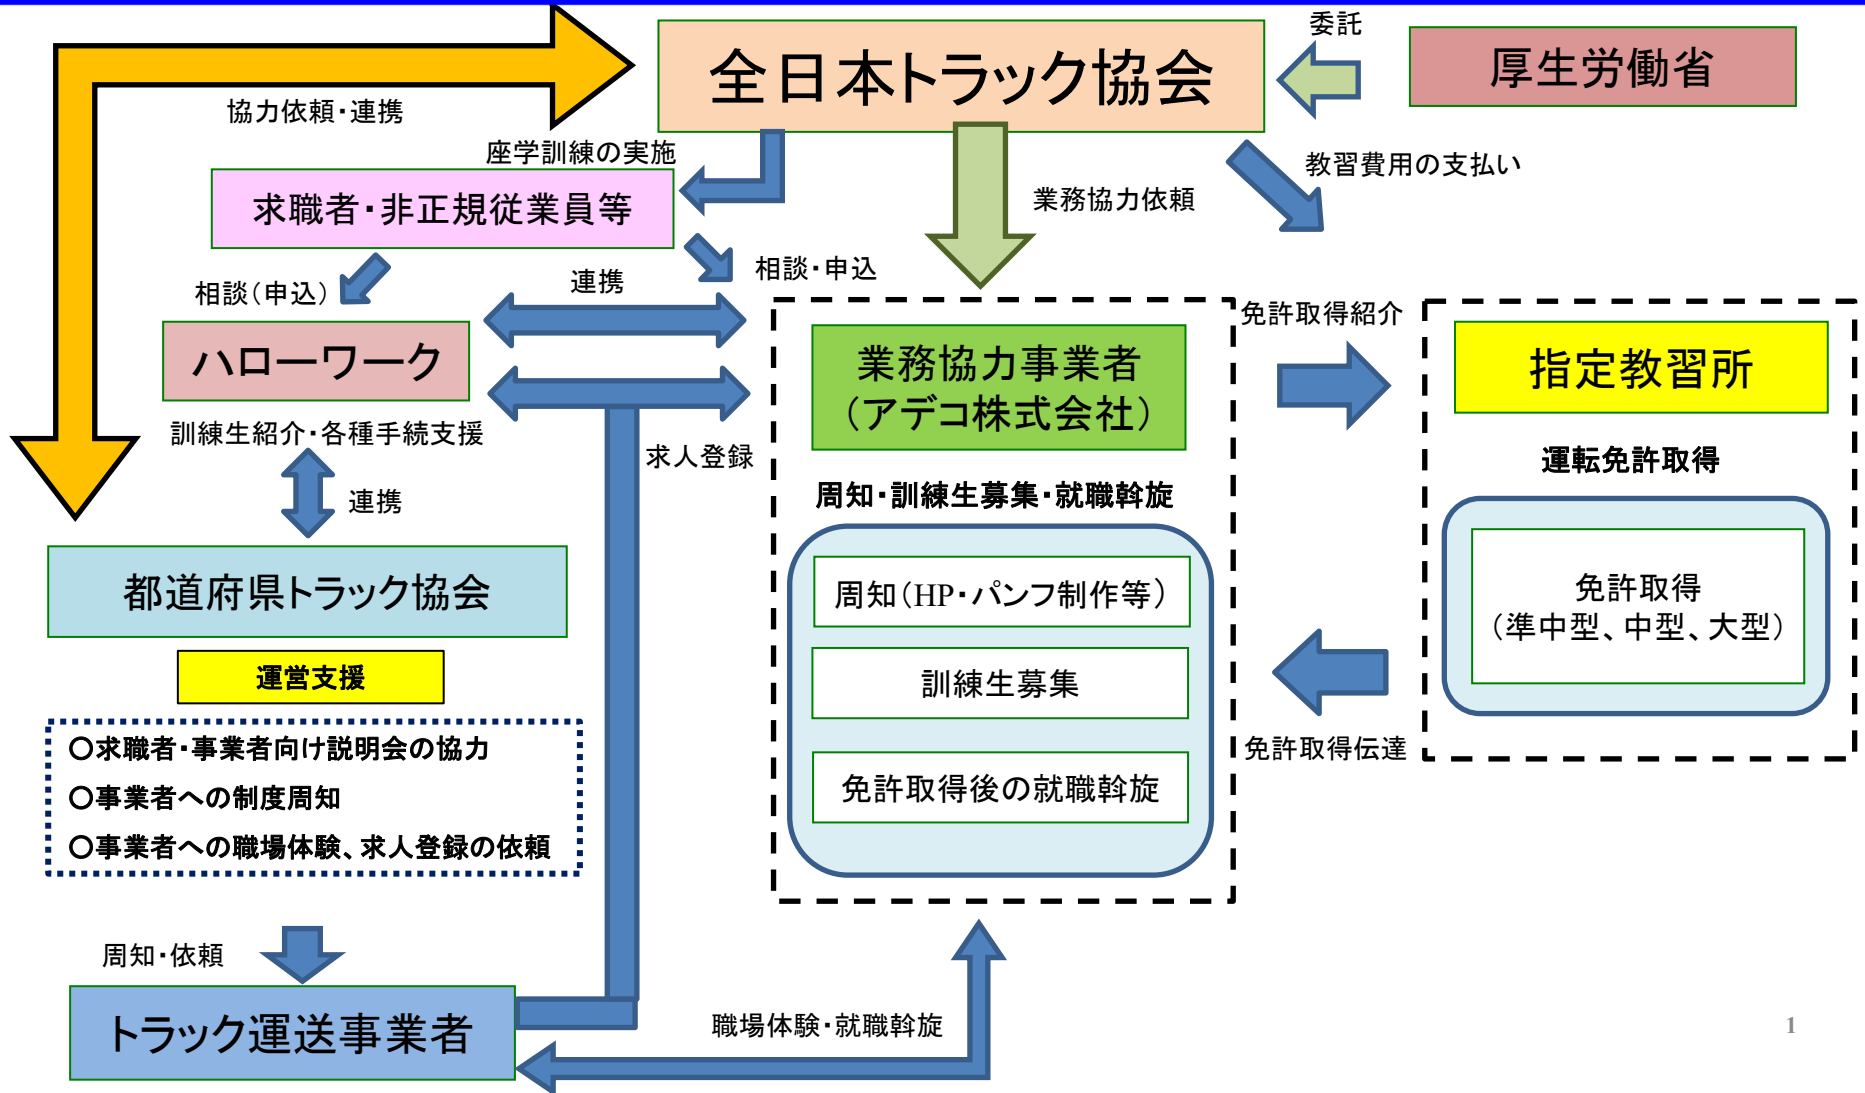 委託
全日本トラック協会
厚生労働省
協力依頼・連携
座学訓練の実施
教習費用の支払い
求職者・非正規従業員等
業務協力依頼
相談・申込
連携
相談（申込）
免許取得紹介
ハローワーク
業務協力事業者
（アデコ株式会社）
指定教習所
訓練生紹介・各種手続支援
求人登録
運転免許取得
連携
周知・訓練生募集・就職斡旋
都道府県トラック協会
周知（HP・パンフ制作等）
免許取得
（準中型、中型、大型）
運営支援
訓練生募集
〇求職者・事業者向け説明会の協力
免許取得伝達
〇事業者への制度周知
免許取得後の就職斡旋
〇事業者への職場体験、求人登録の依頼
周知・依頼
トラック運送事業者
職場体験・就職斡旋
1